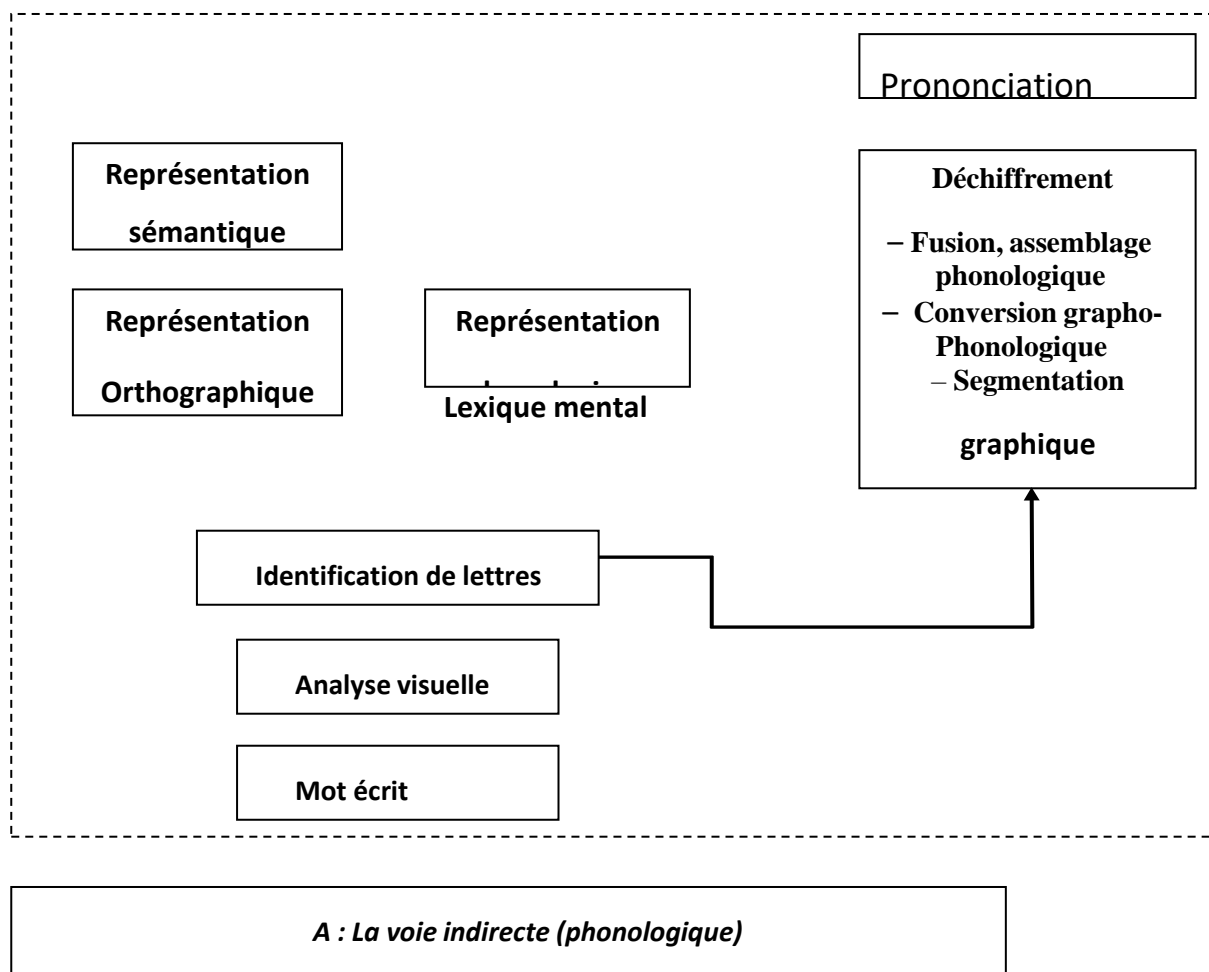 Prononciation
Représentation
sémantique
Déchiffrement
– Fusion, assemblage
phonologique
– Conversion grapho-
Phonologique
– Segmentation
graphique
Représentation
Orthographique
Représentation
Lexique mental
Identification de lettres
Analyse visuelle
Mot écrit
A : La voie indirecte (phonologique)